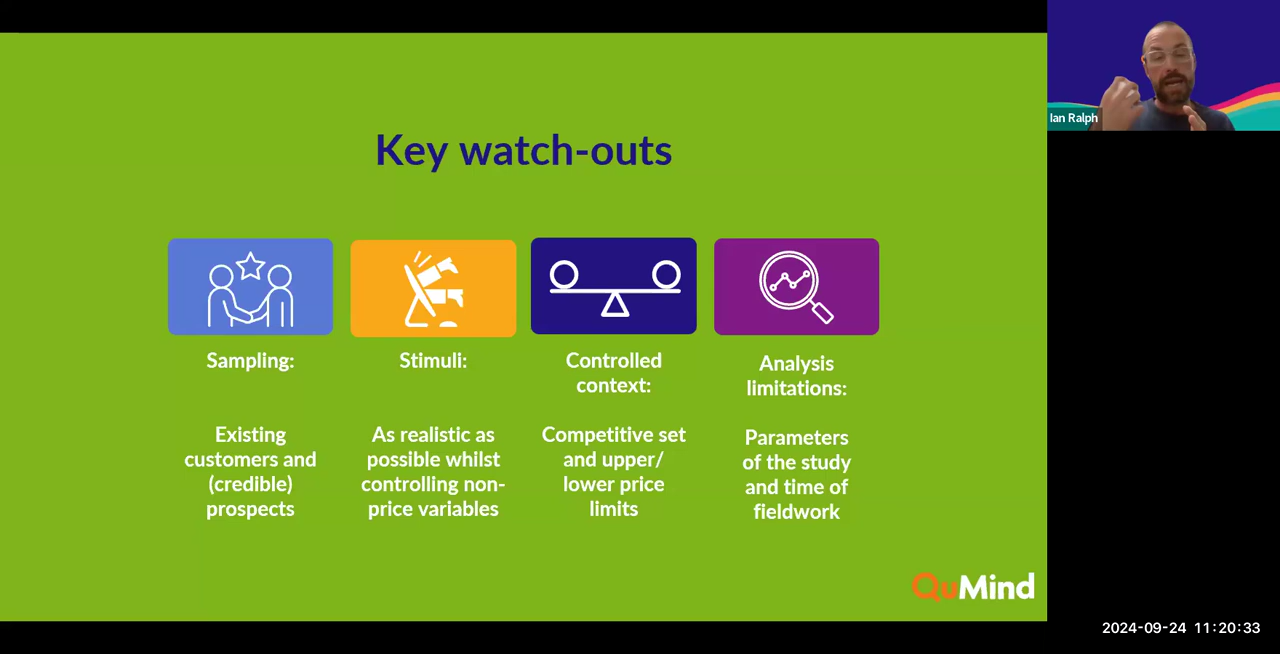 Key watch-outs
Sampling:
Existing
customers and
(credible)
prospects
Stimuli:
As realistic as
possible whilst
controlling non-
price variables
Controlled
context:
Competitive set
and upper/
lower price
limits
Analysis
limitations:
Parameters
of the study
and time of
fieldwork
QuMind
Ian Ralph
2024-09-24 11:20:33